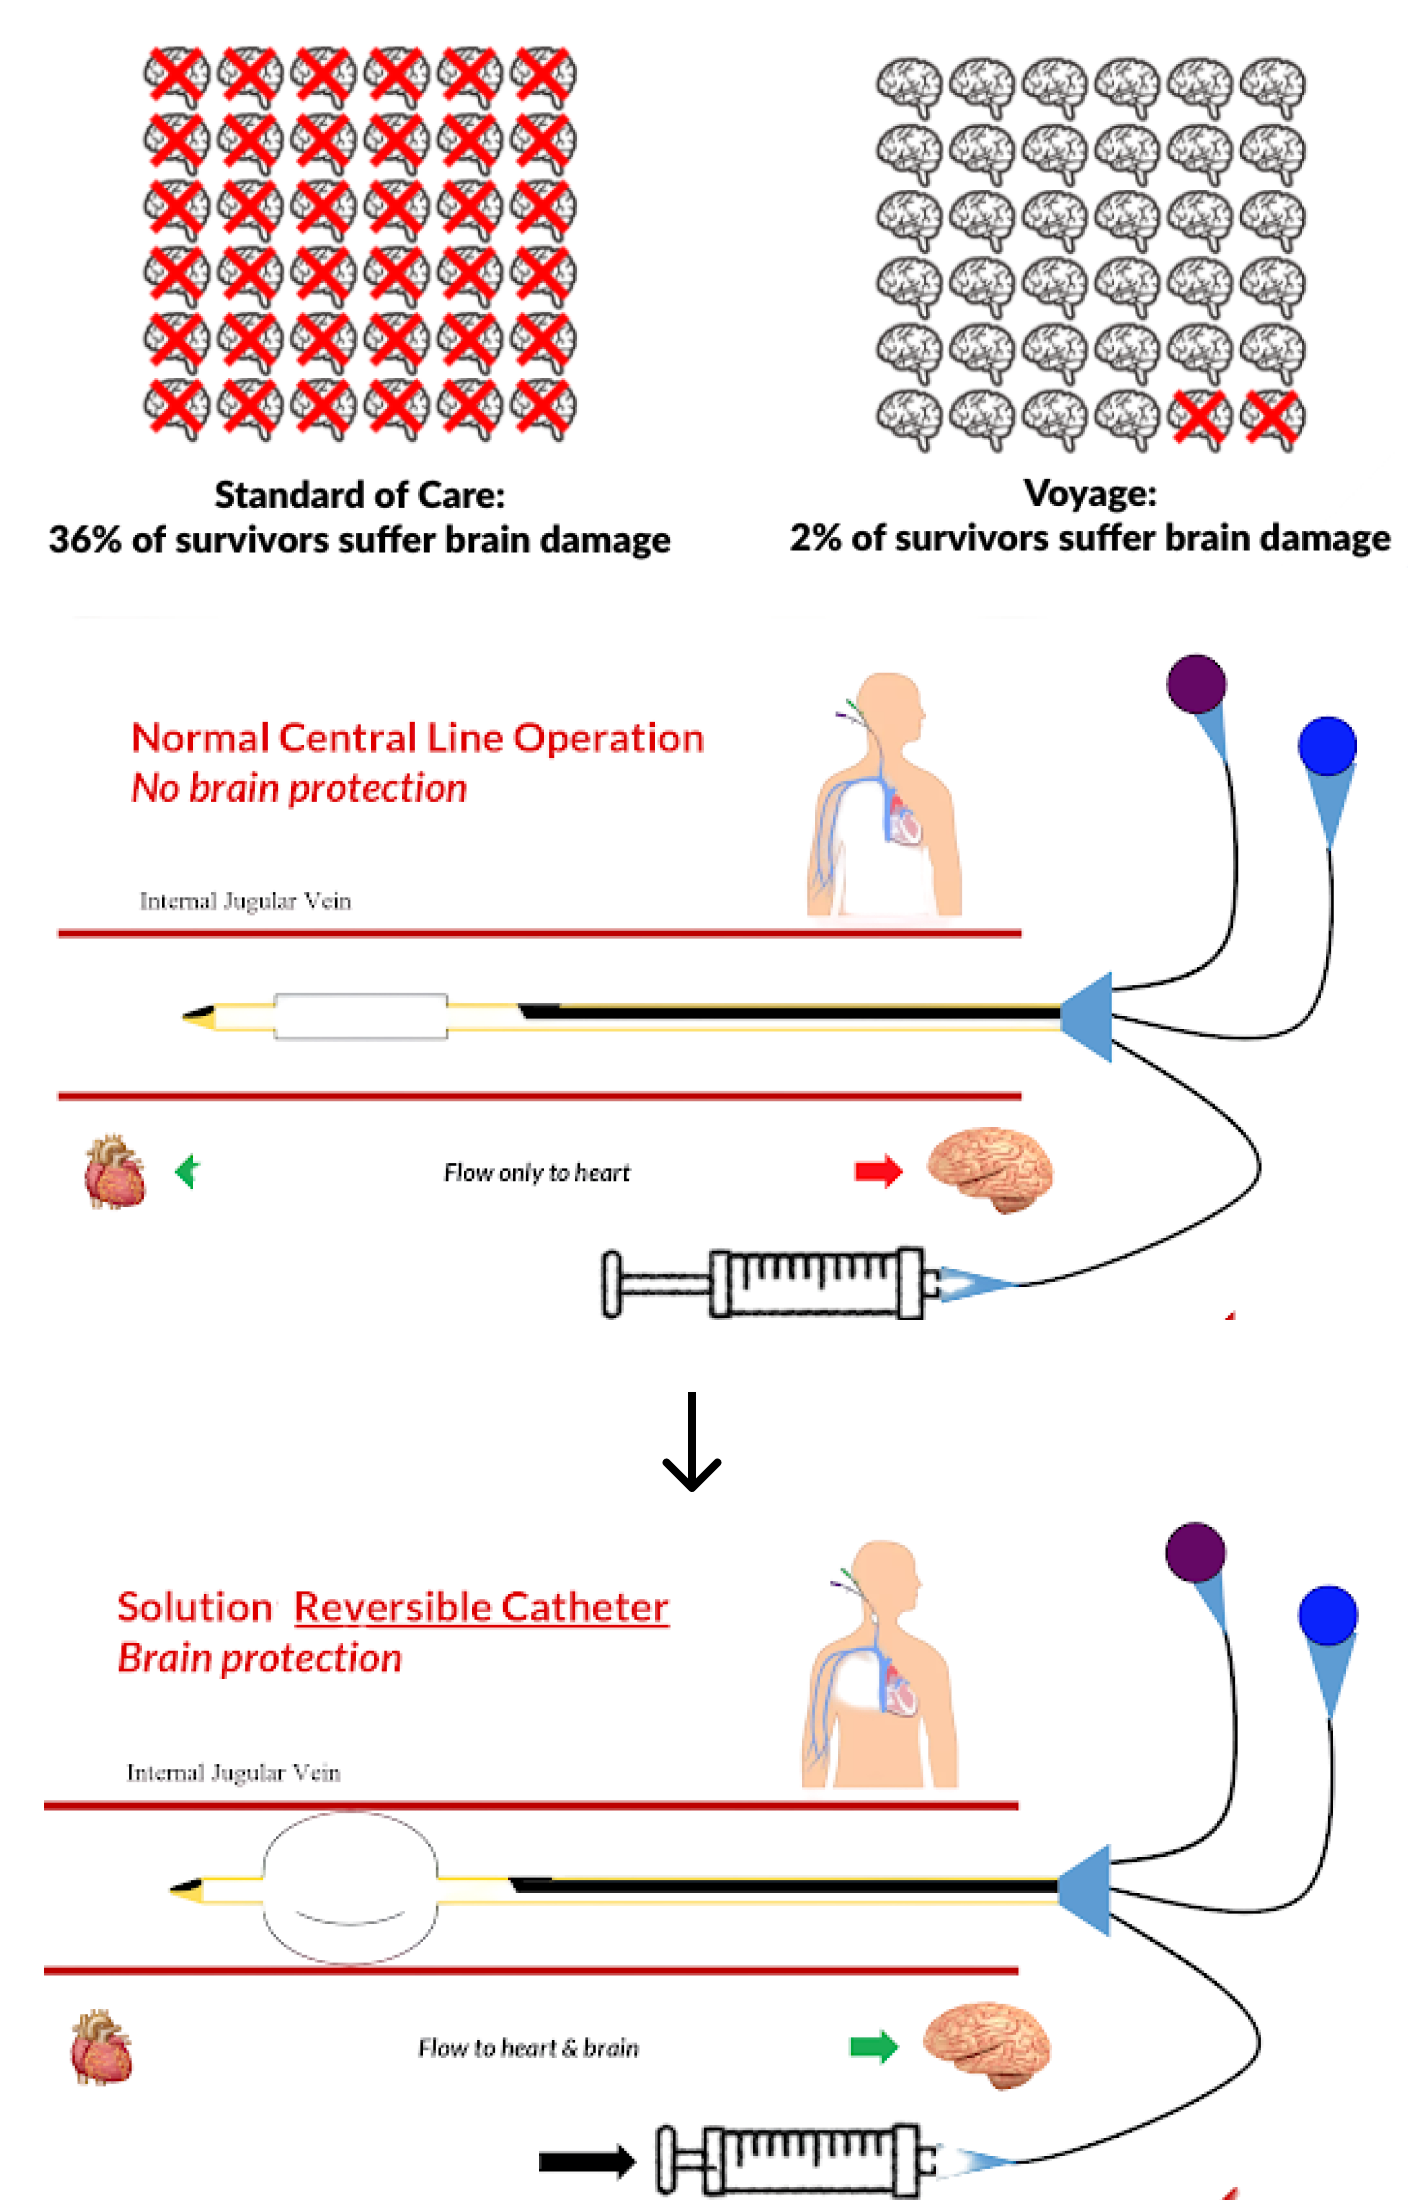 Standard of Care:
36% of survivors suffer brain damage
Voyage:
2% of survivors suffer brain damage
Normal Central Line Operation
No brain protection
Internal Jugular Vein
Flow only to heart
Solution Reversible Catheter
Brain protection
Internal Jugular Vein
Flow to heart & brain